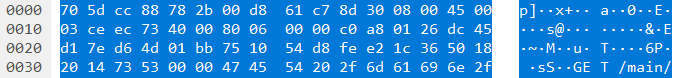 0000 70 5d cc 88 78 2b 00 d8 61 c7 8d 30 08 00 45 00 p]··x+·· a··0··E·
0010 03 ce ec 73 40 00 80 06 00 00 c0 a8 01 26 dc 45 ···s@··· ·····&·E
0020 d1 7e d6 4d 01 bb 75 10 54 d8 fe e2 1c 36 50 18 ·~·M··u· T····6P·
0030 20 14 73 53 00 00 47 45 54 20 2f 6d 61 69 6e 2f  ·sS··GE T /main/